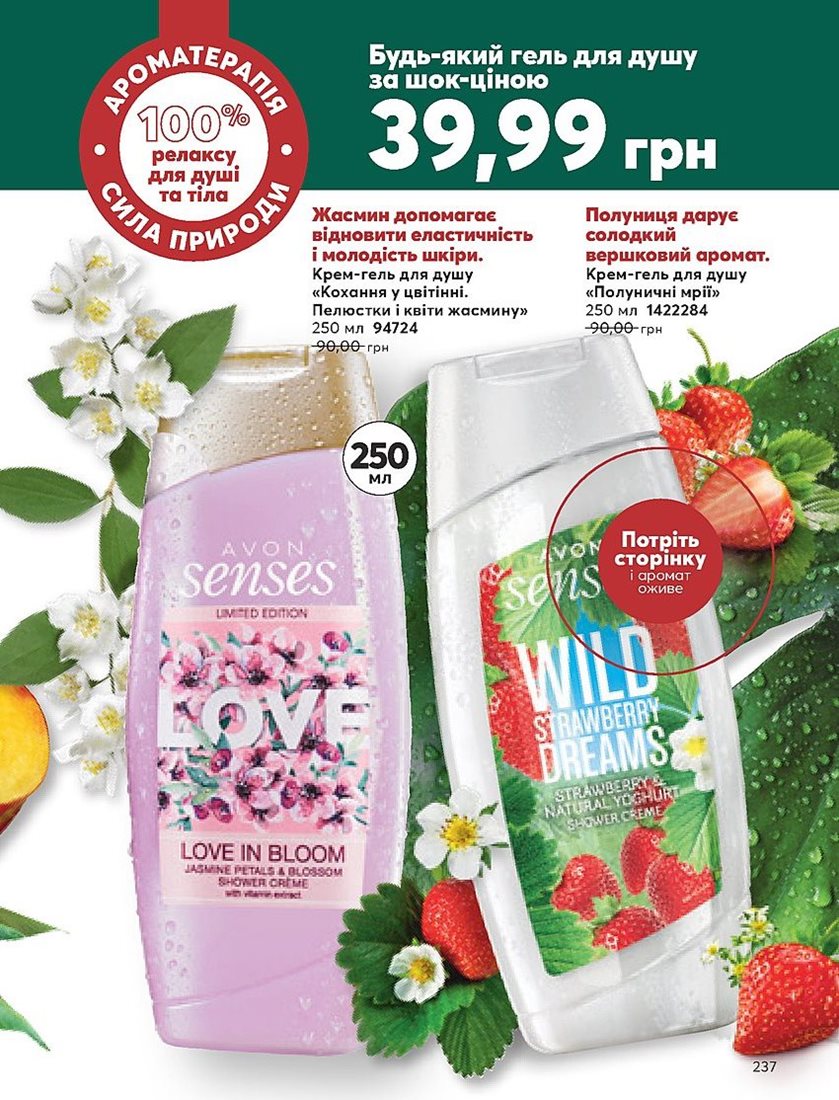 АРОМАТЕРАПІЯ
100%
релаксу
для душі
та тіла
СИЛА ПРИРОДИ
Будь-який гель для душу
за шок-ціною
39,99 грн
Жасмин допомагає
відновити еластичність
і молодість шкіри.
Крем-гель для душу
«Кохання у цвітінні.
Пелюстки і квіти жасмину»
250 мл 94724
90,00 грн
Полуниця дарує
солодкий
вершковий аромат.
Крем-гель для душу
«Полуничні мрії»
250 мл 1422284
90,00 грн
250
мл
AVON
senses
LIMITED EDITION
LOVE
LOVE IN BLOOM
JASMINE PETALS & BLOSSOM
SHOWER CRÈME
with vitamin extract
Потріть
сторінку
і аромат
оживе
AVON
sens
WILD
STRAWBERRY
DREAMS
STRAWBERRY &
NATURAL YOGHURT
SHOWER CRÈME
237